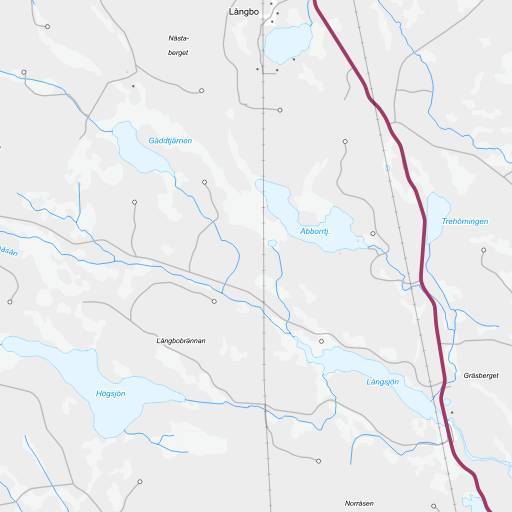 Långbo
Nästa-
berget
Gäddtjärnen
Trehörningen
Abborrtj.
Långbobrännan
Långsjön
Gräsberget
Högsjön
Norråsen